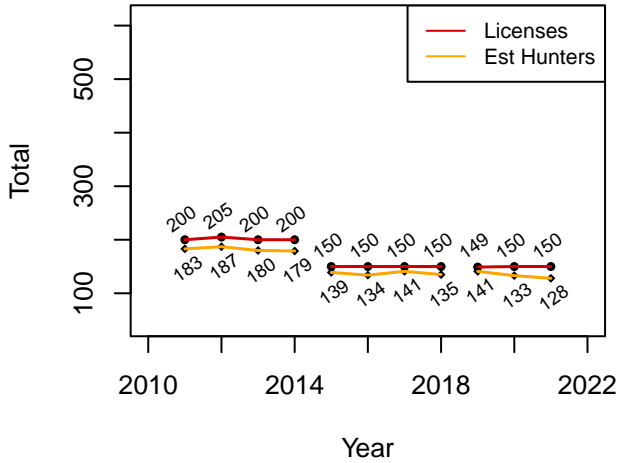 Licenses
Est Hunters
Total
500
300
100
200 205 200 200 150 150 150 150 149 150 150
183 187 180 179 139 134 141 135 141 133 128
2010 2014 2018 2022
Year